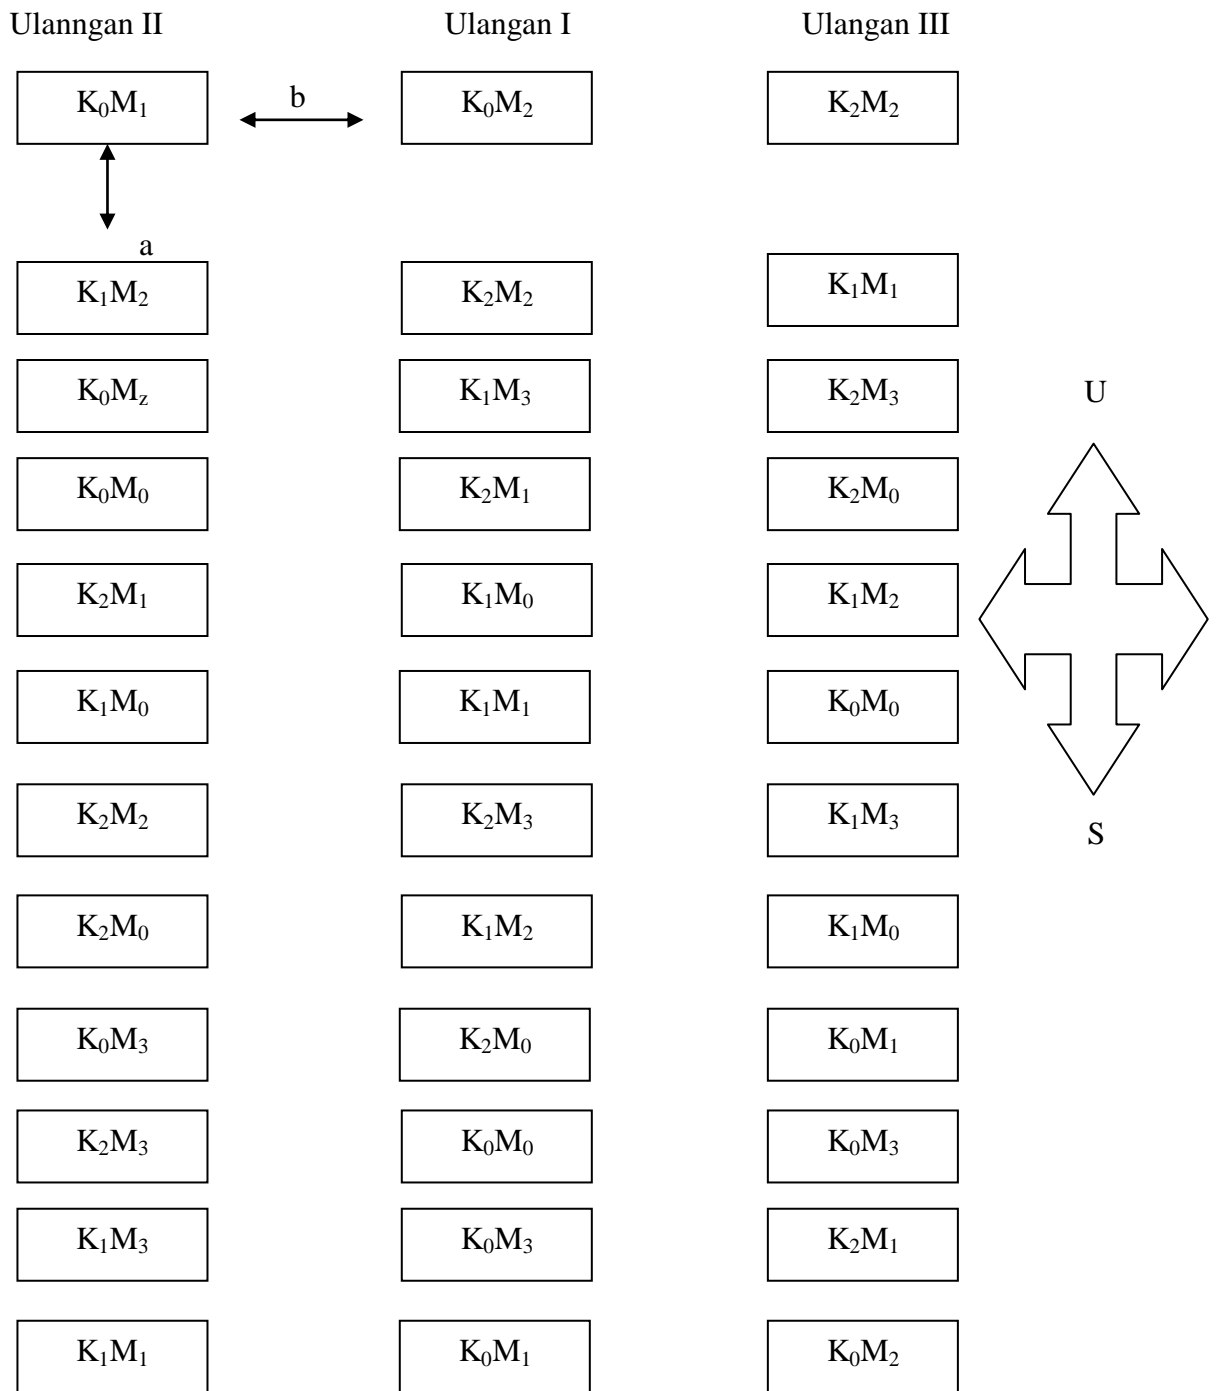 Ulanngan II Ulangan I Ulangan III
K₀M₁ b K₀M₂ K₂M₂
a
K₁M₂ K₂M₂ K₁M₁
K₀M_z K₁M₃ K₂M₃
U
K₀M₀ K₂M₁ K₂M₀
K₂M₁ K₁M₀ K₁M₂
K₁M₀ K₁M₁ K₀M₀
K₂M₂ K₂M₃ K₁M₃
S
K₂M₀ K₁M₂ K₁M₀
K₀M₃ K₂M₀ K₀M₁
K₂M₃ K₀M₀ K₀M₃
K₁M₃ K₀M₃ K₂M₁
K₁M₁ K₀M₁ K₀M₂